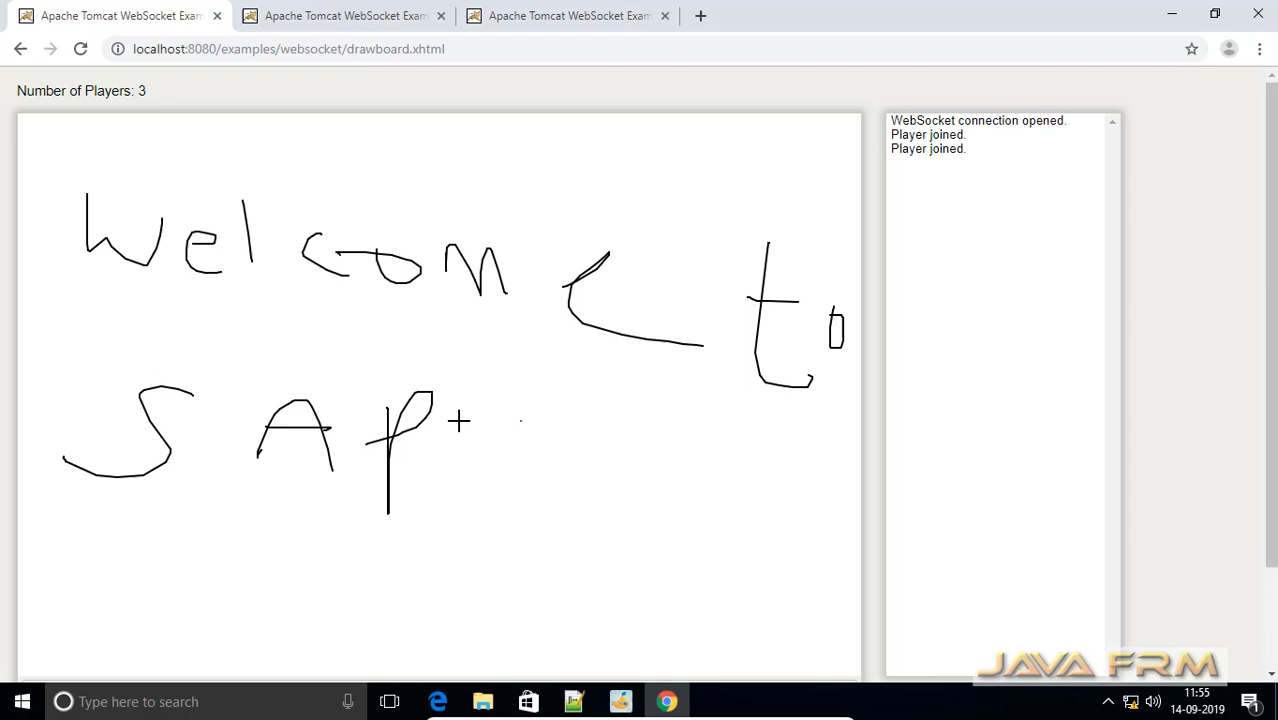 Apache Tomcat WebSocket Exam
Apache Tomcat WebSocket Exam
Apache Tomcat WebSocket Exam
localhost:8080/examples/websocket/drawboard.xhtml
Number of Players: 3
WebSocket connection opened.
Player joined.
Player joined.
Welcome to
SAP
JAVA FRM
Type here to search
11:55
14-09-2019
1